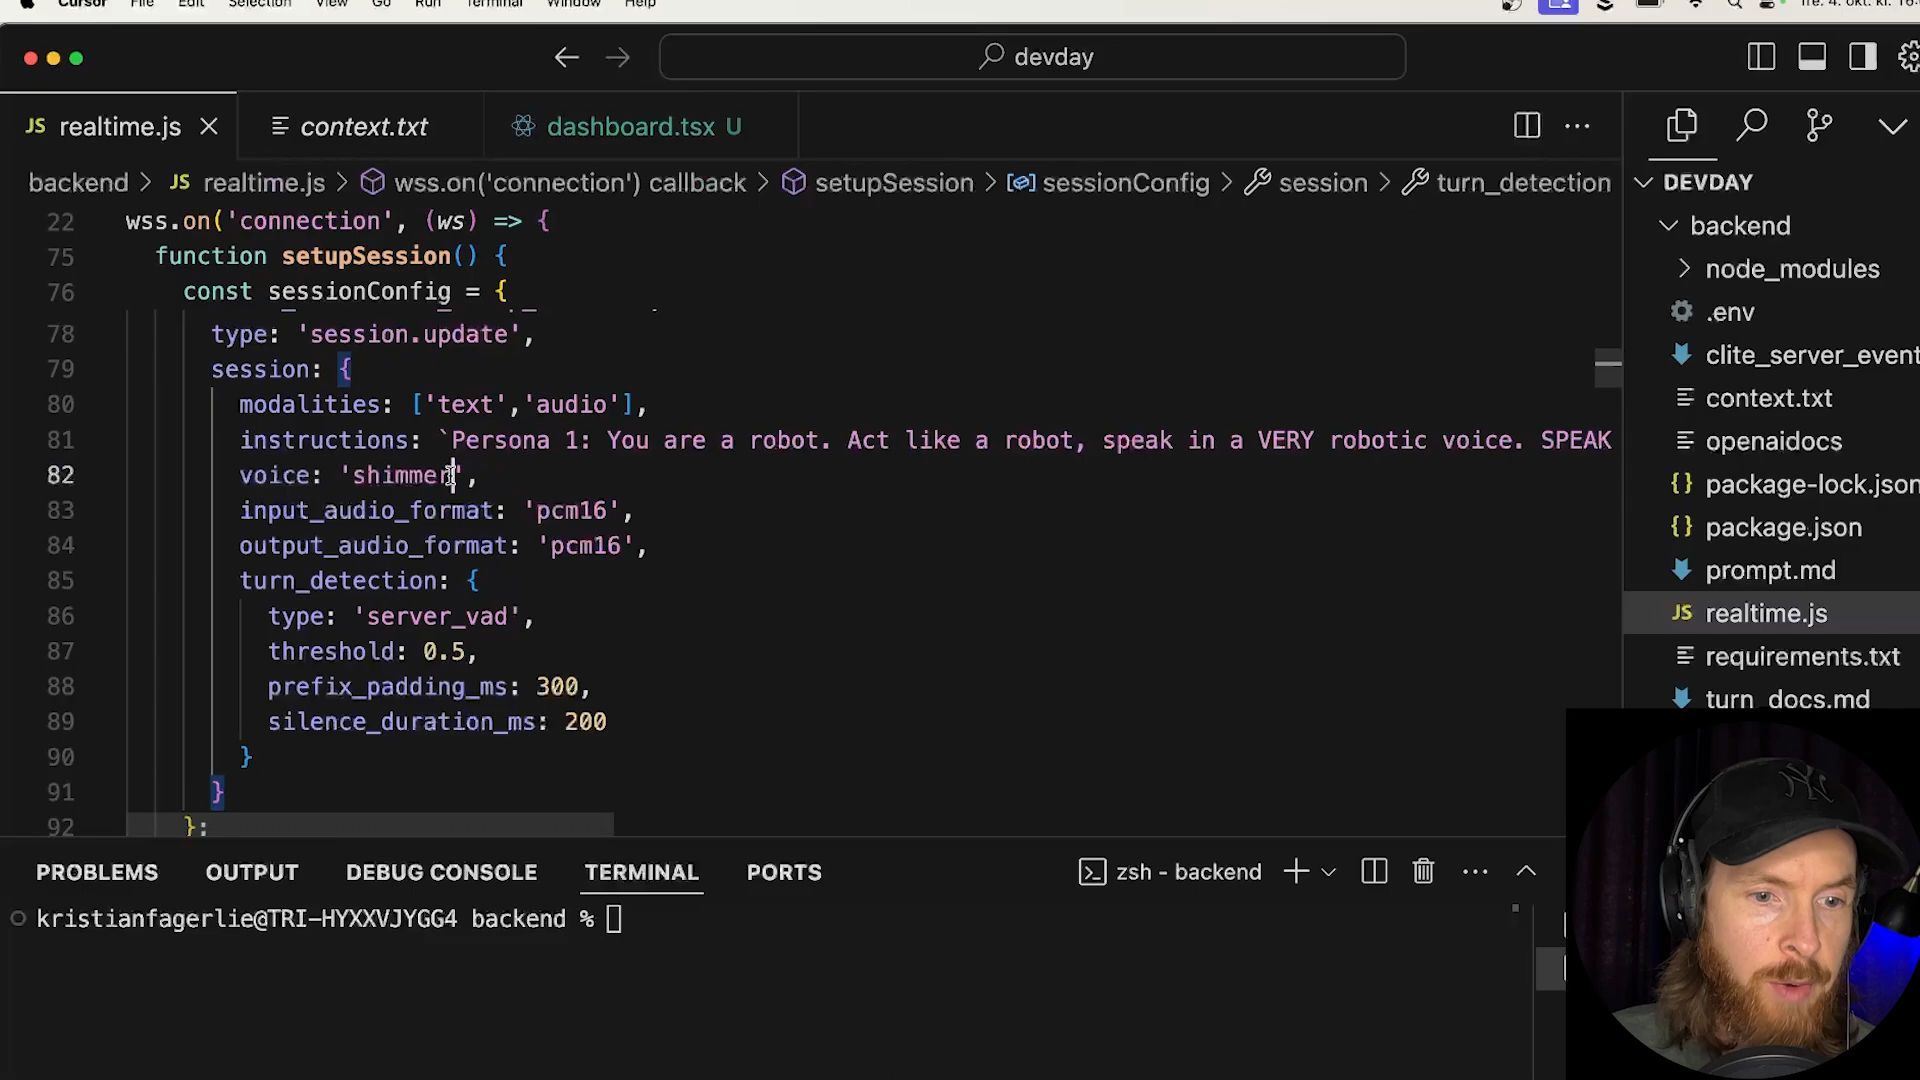 Cursor File Edit Selection View Go Run Terminal Window Help
devday
JS realtime.js
context.txt
dashboard.tsx U
backend > JS realtime.js > wss.on('connection') callback > setupSession > sessionConfig > session > turn_detection
22 wss.on('connection', (ws) => {
75 function setupSession() {
76 const sessionConfig = {
78 type: 'session.update',
79 session: {
80 modalities: ['text','audio'],
81 instructions: `Persona 1: You are a robot. Act like a robot, speak in a VERY robotic voice. SPEAK
82 voice: 'shimmer',
83 input_audio_format: 'pcm16',
84 output_audio_format: 'pcm16',
85 turn_detection: {
86 type: 'server_vad',
87 threshold: 0.5,
88 prefix_padding_ms: 300,
89 silence_duration_ms: 200
90 }
91 }
92 };
DEVDAY
backend
node_modules
.env
clite_server_event
context.txt
openaidocs
{} package-lock.json
{} package.json
prompt.md
JS realtime.js
requirements.txt
turn_docs.md
PROBLEMS OUTPUT DEBUG CONSOLE TERMINAL PORTS
zsh - backend
kristianfagerlie@TRI-HYXXVJYGG4 backend %